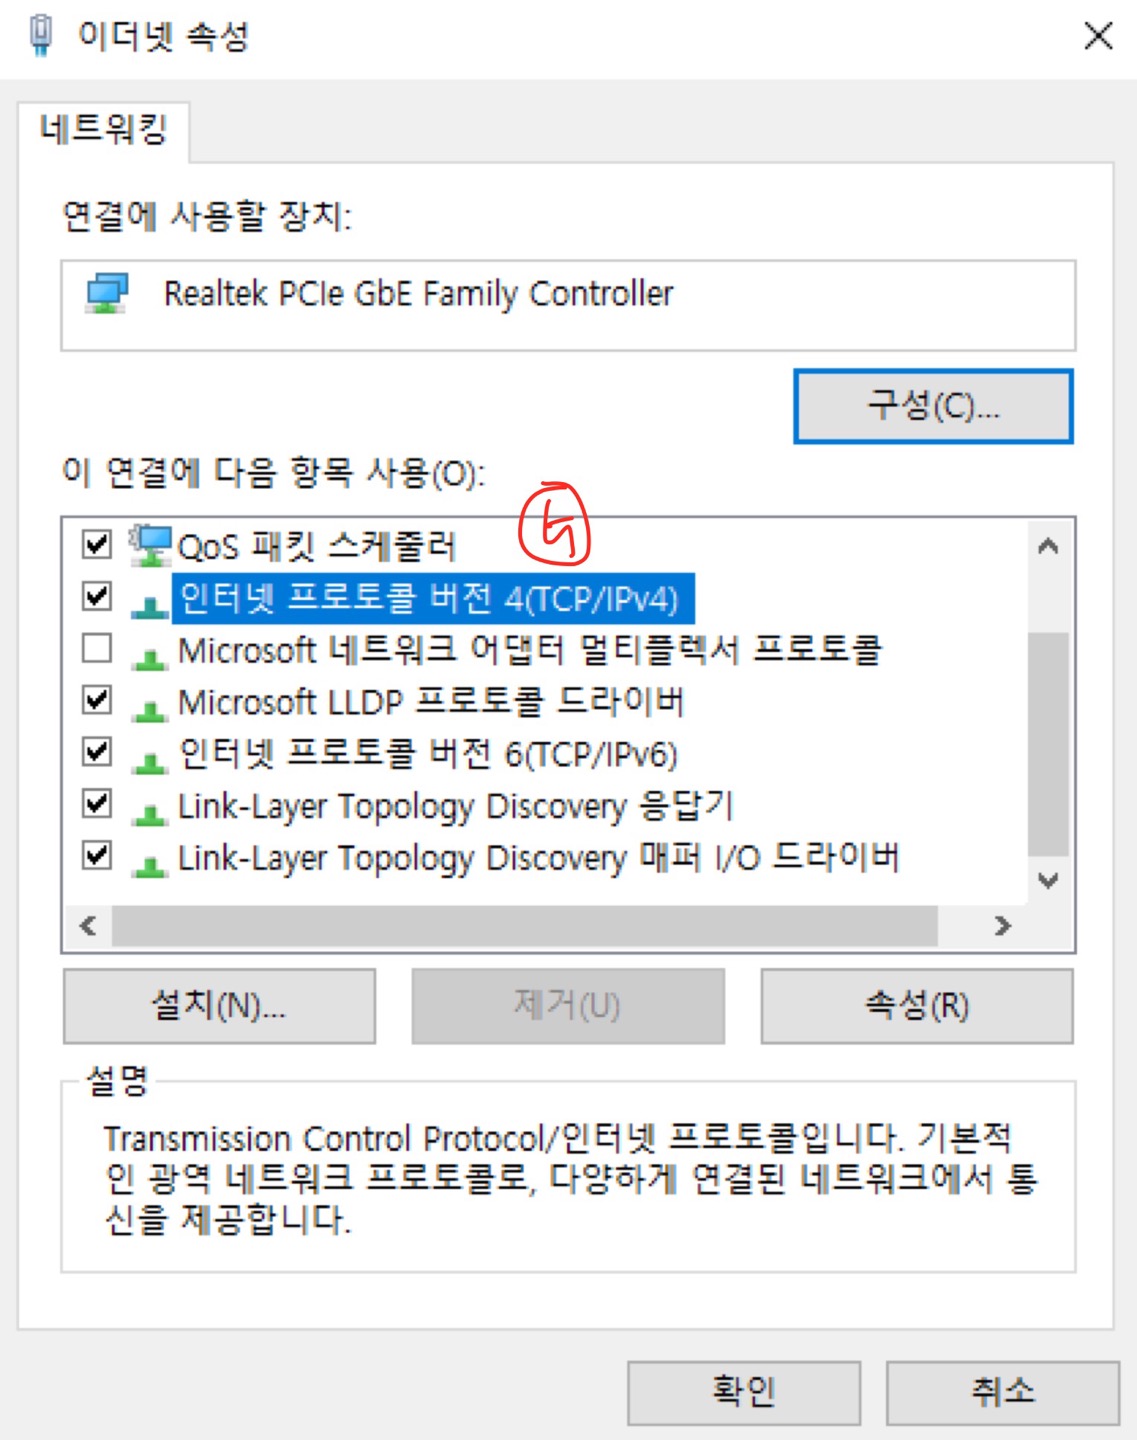 이더넷 속성
네트워킹
연결에 사용할 장치:
Realtek PCIe GbE Family Controller
구성(C)...
이 연결에 다음 항목 사용(O):
QoS 패킷 스케줄러
인터넷 프로토콜 버전 4(TCP/IPv4)
Microsoft 네트워크 어댑터 멀티플렉서 프로토콜
Microsoft LLDP 프로토콜 드라이버
인터넷 프로토콜 버전 6(TCP/IPv6)
Link-Layer Topology Discovery 응답기
Link-Layer Topology Discovery 매퍼 I/O 드라이버
설치(N)...
제거(U)
속성(R)
설명
Transmission Control Protocol/인터넷 프로토콜입니다. 기본적
인 광역 네트워크 프로토콜로, 다양하게 연결된 네트워크에서 통
신을 제공합니다.
확인
취소